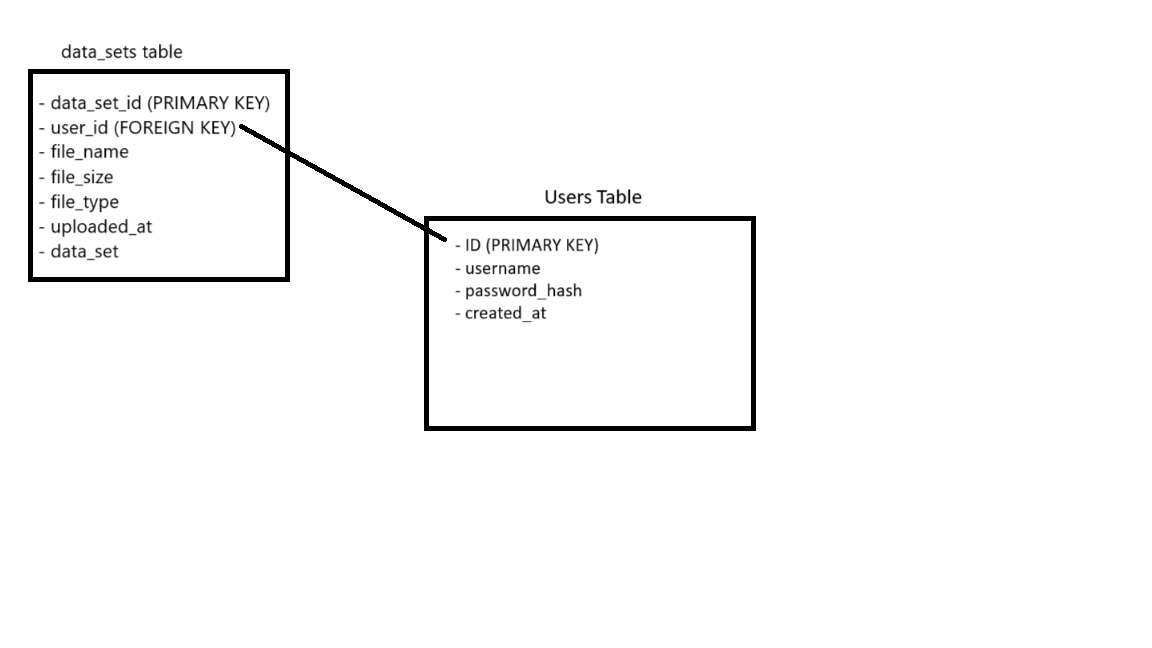 data_sets table
- data_set_id (PRIMARY KEY)
- user_id (FOREIGN KEY)
- file_name
- file_size
- file_type
- uploaded_at
- data_set
Users Table
- ID (PRIMARY KEY)
- username
- password_hash
- created_at